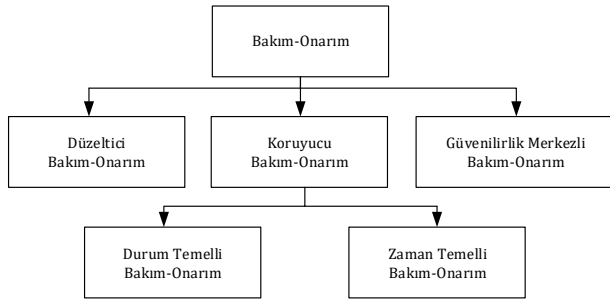 Bakım-Onarım
Düzeltici
Bakım-Onarım
Koruyucu
Bakım-Onarım
Güvenilirlik Merkezli
Bakım-Onarım
Durum Temelli
Bakım-Onarım
Zaman Temelli
Bakım-Onarım